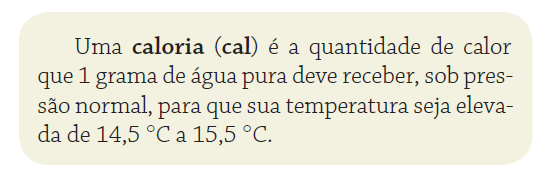 Uma caloria (cal) é a quantidade de calor
que 1 grama de água pura deve receber, sob pres-
são normal, para que sua temperatura seja eleva-
da de 14,5 °C a 15,5 °C.